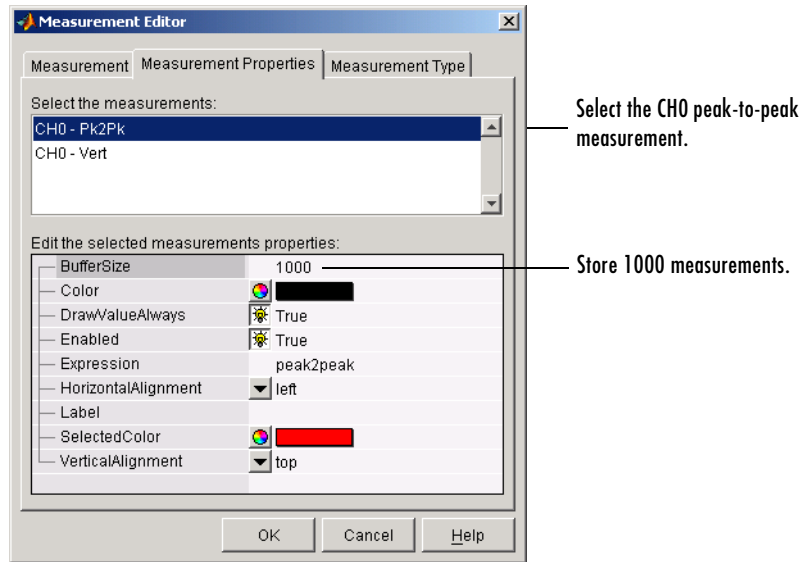 Measurement Editor
Measurement Measurement Properties Measurement Type
Select the measurements:
CH0 - Pk2Pk
CH0 - Vert
Select the CH0 peak-to-peak
measurement.
Edit the selected measurements properties:
BufferSize 1000
Store 1000 measurements.
Color
DrawValueAlways True
Enabled True
Expression peak2peak
HorizontalAlignment left
Label
SelectedColor
VerticalAlignment top
OK Cancel Help